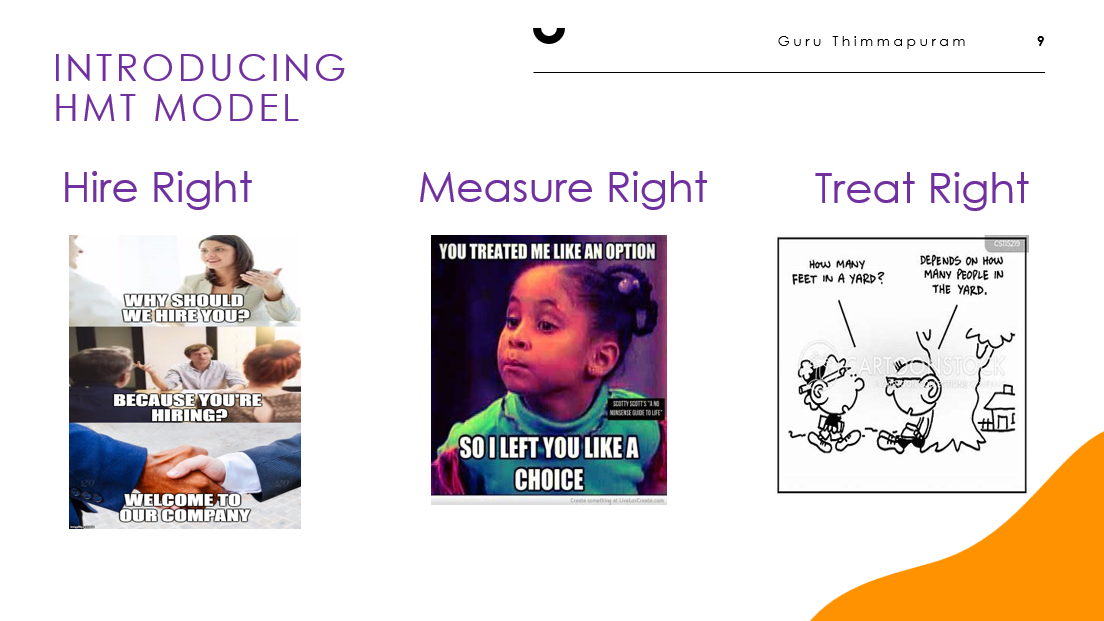 Guru Thimmapuram
9
INTRODUCING
HMT MODEL
Hire Right
Measure Right
Treat Right
WHY SHOULD
WE HIRE YOU?
BECAUSE YOU'RE
HIRING?
WELCOME TO
OUR COMPANY
YOU TREATED ME LIKE AN OPTION
SCOTTY SCOTT'S "A NO
NONSENSE GUIDE TO LIFE"
SO I LEFT YOU LIKE A
CHOICE
Create something at LiveLuvCreate.com
HOW MANY
FEET IN A YARD?
DEPENDS ON HOW
MANY PEOPLE IN
THE YARD.
CARTOONSTOCK